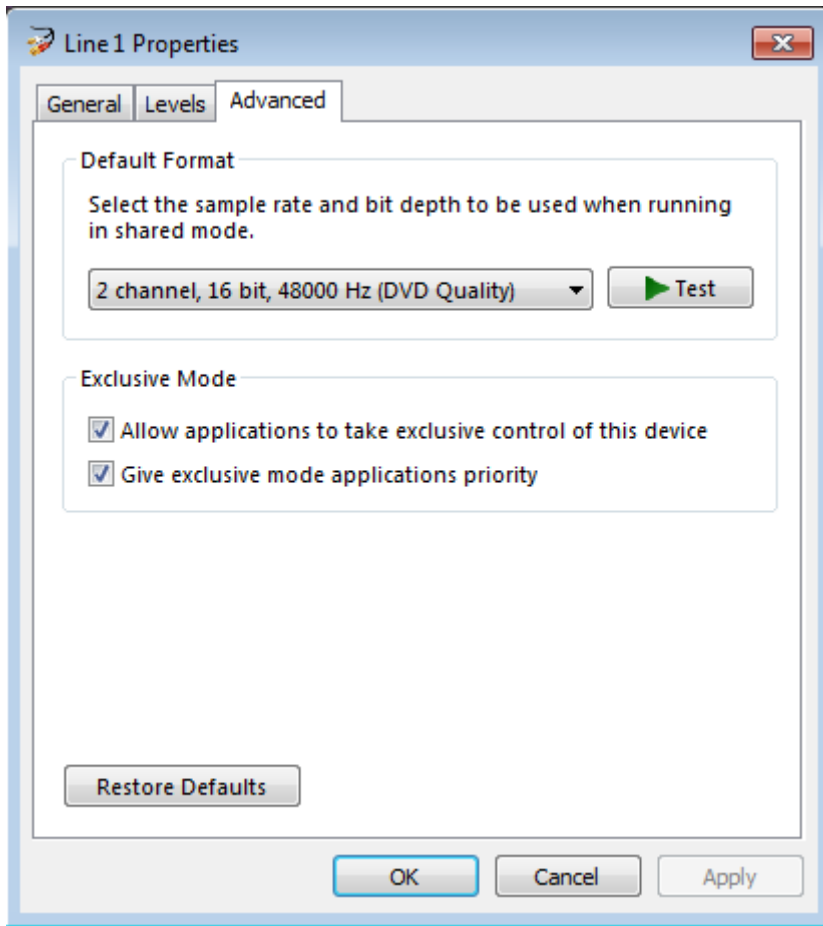 Line 1 Properties
General Levels Advanced
Default Format
Select the sample rate and bit depth to be used when running
in shared mode.
2 channel, 16 bit, 48000 Hz (DVD Quality) Test
Exclusive Mode
Allow applications to take exclusive control of this device
Give exclusive mode applications priority
Restore Defaults
OK Cancel Apply